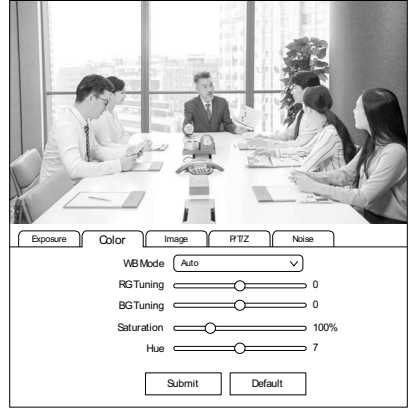 Exposure Color Image P/T/Z Noise
WB Mode Auto
RG Tuning 0
BG Tuning 0
Saturation 100%
Hue 7
Submit Default